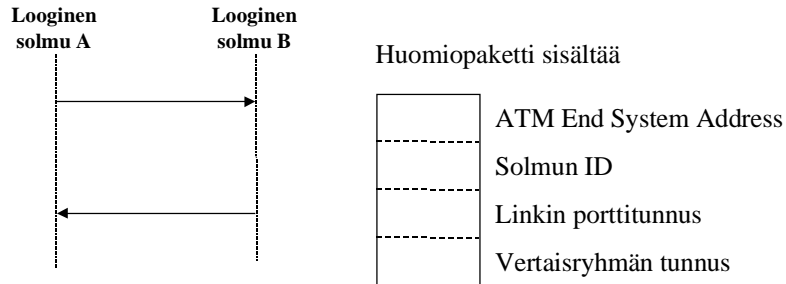 Looginen
solmu A
Looginen
solmu B
Huomiopaketti sisältää
ATM End System Address
Solmun ID
Linkin porttitunnus
Vertaisryhmän tunnus